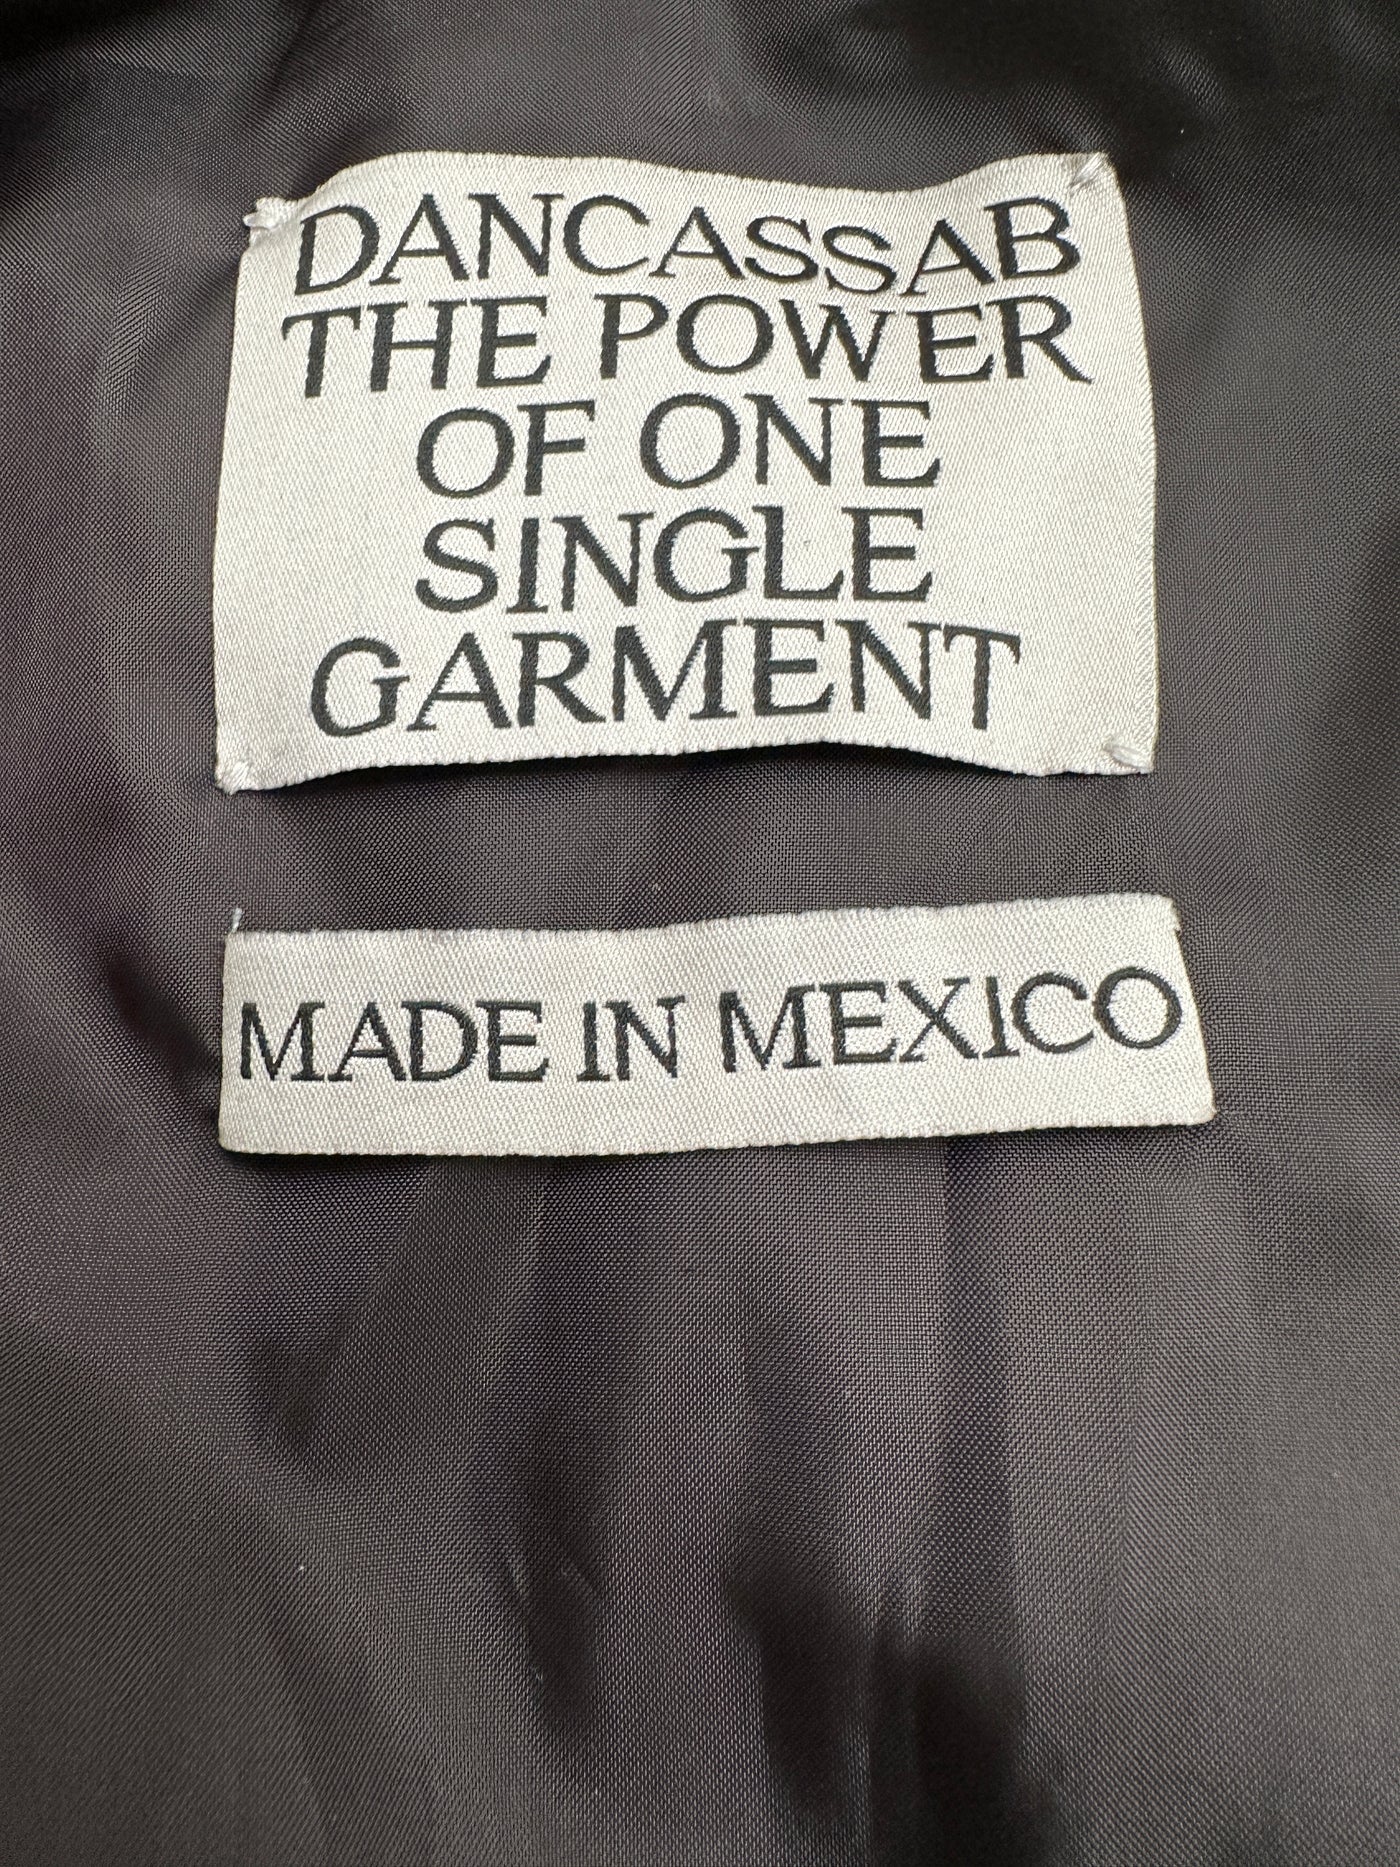 DANCASSAB
THE POWER
OF ONE
SINGLE
GARMENT
MADE IN MEXICO